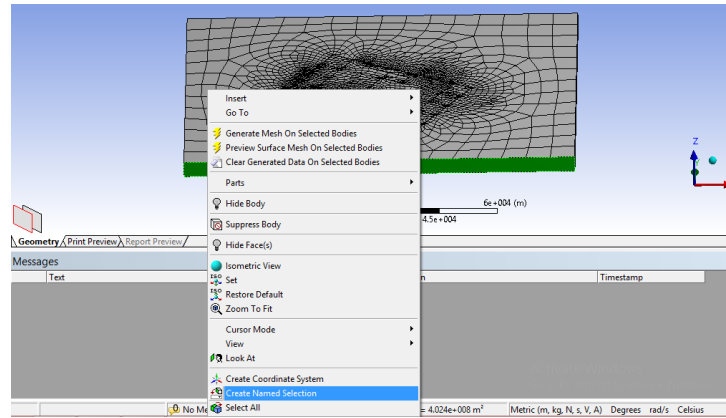 Z
Insert
Go To
Generate Mesh On Selected Bodies
Preview Surface Mesh On Selected Bodies
Clear Generated Data On Selected Bodies
Parts
Hide Body
6e+004 (m)
4.5e+004
Suppress Body
Geometry Print Preview Report Preview
Hide Face(s)
Messages
Isometric View
Text
Timestamp
ISO Set
ISO Restore Default
Zoom To Fit
Cursor Mode
View
Look At
Create Coordinate System
Create Named Selection
Select All
0 No Me
= 4.024e+008 m²
Metric (m, kg, N, s, V, A) Degrees rad/s Celsius